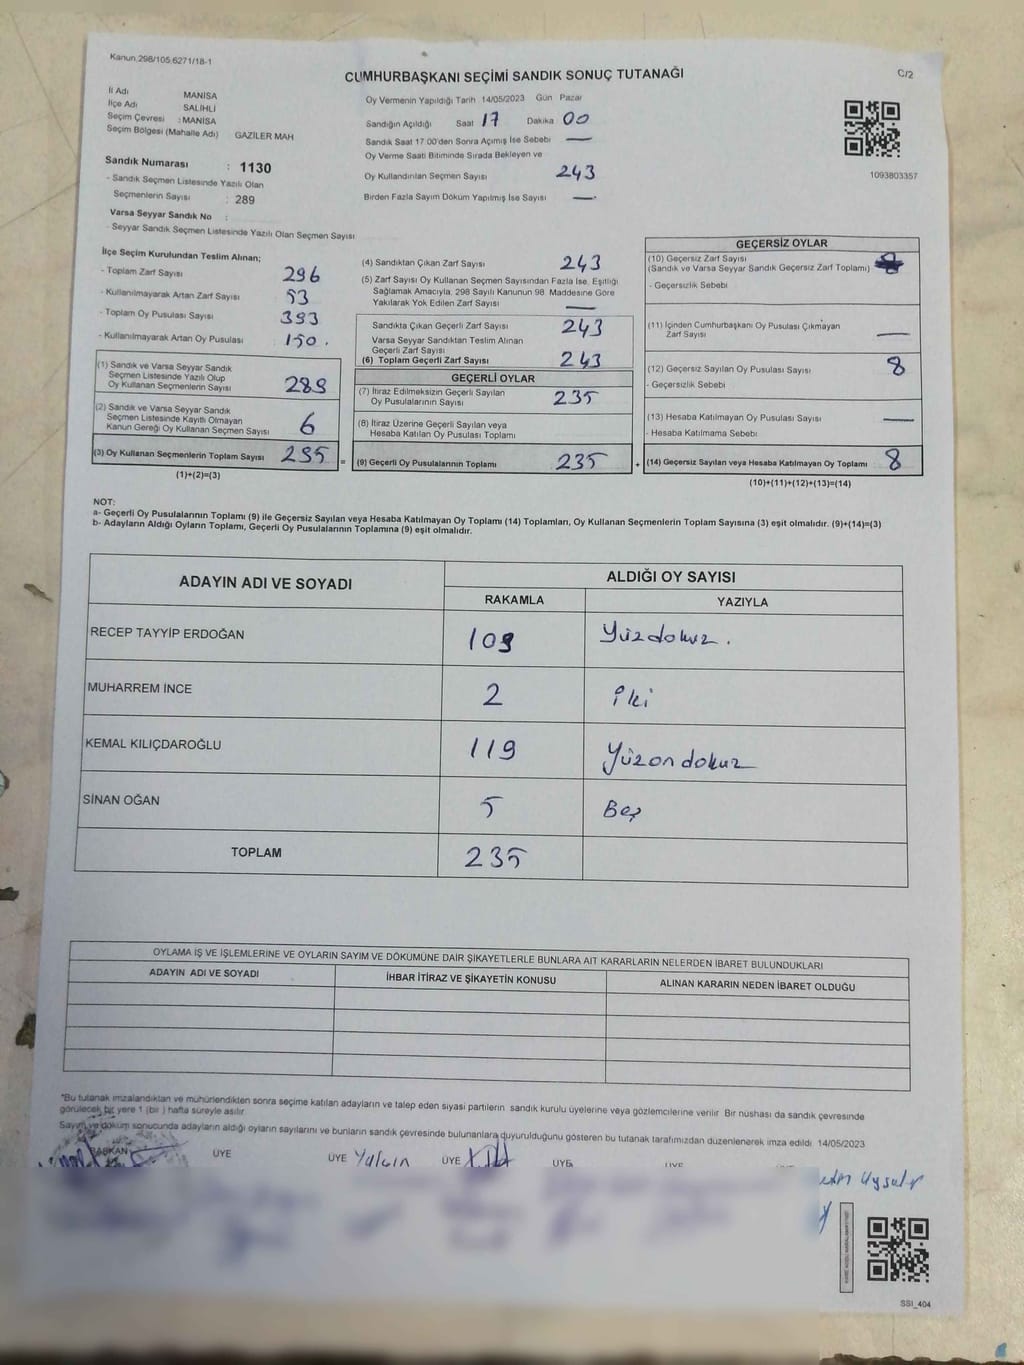 Kanun.298/105,6271/18-1
CUMHURBAŞKANI SEÇİMİ SANDIK SONUÇ TUTANAĞI
C/2
İl Adı MANİSA
İlçe Adı SALİHLİ
Seçim Çevresi : MANİSA
Seçim Bölgesi (Mahalle Adı) GAZİLER MAH
Sandık Numarası : 1130
- Sandık Seçmen Listesinde Yazılı Olan
Seçmenlerin Sayısı : 289
Varsa Seyyar Sandık No :
- Seyyar Sandık Seçmen Listesinde Yazılı Olan Seçmen Sayısı
Oy Vermenin Yapıldığı Tarih 14/05/2023 Gün Pazar
Sandığın Açıldığı Saat 17 Dakika 00
Sandık Saat 17:00'den Sonra Açımış İse Sebebi —
Oy Verme Saati Bitiminde Sırada Bekleyen ve
Oy Kullandırılan Seçmen Sayısı 243
Birden Fazla Sayım Döküm Yapılmış İse Sayısı —
1093803357
İlçe Seçim Kurulundan Teslim Alınan;
- Toplam Zarf Sayısı 296
- Kullanılmayarak Artan Zarf Sayısı 53
- Toplam Oy Pusulası Sayısı 393
- Kullanılmayarak Artan Oy Pusulası 150.
(1) Sandık ve Varsa Seyyar Sandık
Seçmen Listesinde Yazılı Olup
Oy Kullanan Seçmenlerin Sayısı 289
(2) Sandık ve Varsa Seyyar Sandık
Seçmen Listesinde Kayıtlı Olmayan
Kanun Gereği Oy Kullanan Seçmen Sayısı 6
(3) Oy Kullanan Seçmenlerin Toplam Sayısı 295 =
(1)+(2)=(3)
(4) Sandıktan Çıkan Zarf Sayısı 243
(5) Zarf Sayısı Oy Kullanan Seçmen Sayısından Fazla İse, Eşitliği
Sağlamak Amacıyla, 298 Sayılı Kanunun 98. Maddesine Göre
Yakılarak Yok Edilen Zarf Sayısı —
Sandıkta Çıkan Geçerli Zarf Sayısı 243
Varsa Seyyar Sandıktan Teslim Alınan
Geçerli Zarf Sayısı
(6) Toplam Geçerli Zarf Sayısı 243
GEÇERLİ OYLAR
(7) İtiraz Edilmeksizin Geçerli Sayılan
Oy Pusulalarının Sayısı 235
(8) İtiraz Üzerine Geçerli Sayılan veya
Hesaba Katılan Oy Pusulası Toplamı
(9) Geçerli Oy Pusulalarının Toplamı 235 +
GEÇERSİZ OYLAR
(10) Geçersiz Zarf Sayısı
(Sandık ve Varsa Seyyar Sandık Geçersiz Zarf Toplamı)
- Geçersizlik Sebebi
(11) İçinden Cumhurbaşkanı Oy Pusulası Çıkmayan
Zarf Sayısı —
(12) Geçersiz Sayılan Oy Pusulası Sayısı 8
- Geçersizlik Sebebi
(13) Hesaba Katılmayan Oy Pusulası Sayısı —
- Hesaba Katılmama Sebebi
(14) Geçersiz Sayılan veya Hesaba Katılmayan Oy Toplamı 8
(10)+(11)+(12)+(13)=(14)
NOT:
a- Geçerli Oy Pusulalarının Toplamı (9) ile Geçersiz Sayılan veya Hesaba Katılmayan Oy Toplamı (14) Toplamları, Oy Kullanan Seçmenlerin Toplam Sayısına (3) eşit olmalıdır. (9)+(14)=(3)
b- Adayların Aldığı Oyların Toplamı, Geçerli Oy Pusulalarının Toplamına (9) eşit olmalıdır.
ADAYIN ADI VE SOYADI
ALDIĞI OY SAYISI
RAKAMLA YAZIYLA
RECEP TAYYİP ERDOĞAN 109 Yüzdokuz.
MUHARREM İNCE 2 iki
KEMAL KILIÇDAROĞLU 119 Yüzondokuz
SİNAN OĞAN 5 Beş
TOPLAM 235
OYLAMA İŞ VE İŞLEMLERİNE VE OYLARIN SAYIM VE DÖKÜMÜNE DAİR ŞİKAYETLERLE BUNLARA AİT KARARLARIN NELERDEN İBARET BULUNDUKLARI
ADAYIN ADI VE SOYADI İHBAR İTİRAZ VE ŞİKAYETİN KONUSU ALINAN KARARIN NEDEN İBARET OLDUĞU
*Bu tutanak imzalandıktan ve mühürlendikten sonra seçime katılan adayların ve talep eden siyasi partilerin sandık kurulu üyelerine veya gözlemcilerine verilir. Bir nüshası da sandık çevresinde
görülecek bir yere 1 (bir ) hafta süreyle asılır.
Sayım ve döküm sonucunda adayların aldığı oyların sayılarını ve bunların sandık çevresinde bulunanlara duyurulduğunu gösteren bu tutanak tarafımızdan düzenlenerek imza edildi. 14/05/2023
BAŞKAN ÜYE ÜYE Yalçın ÜYE ÜYE ÜYE
Uysal
SSI_404